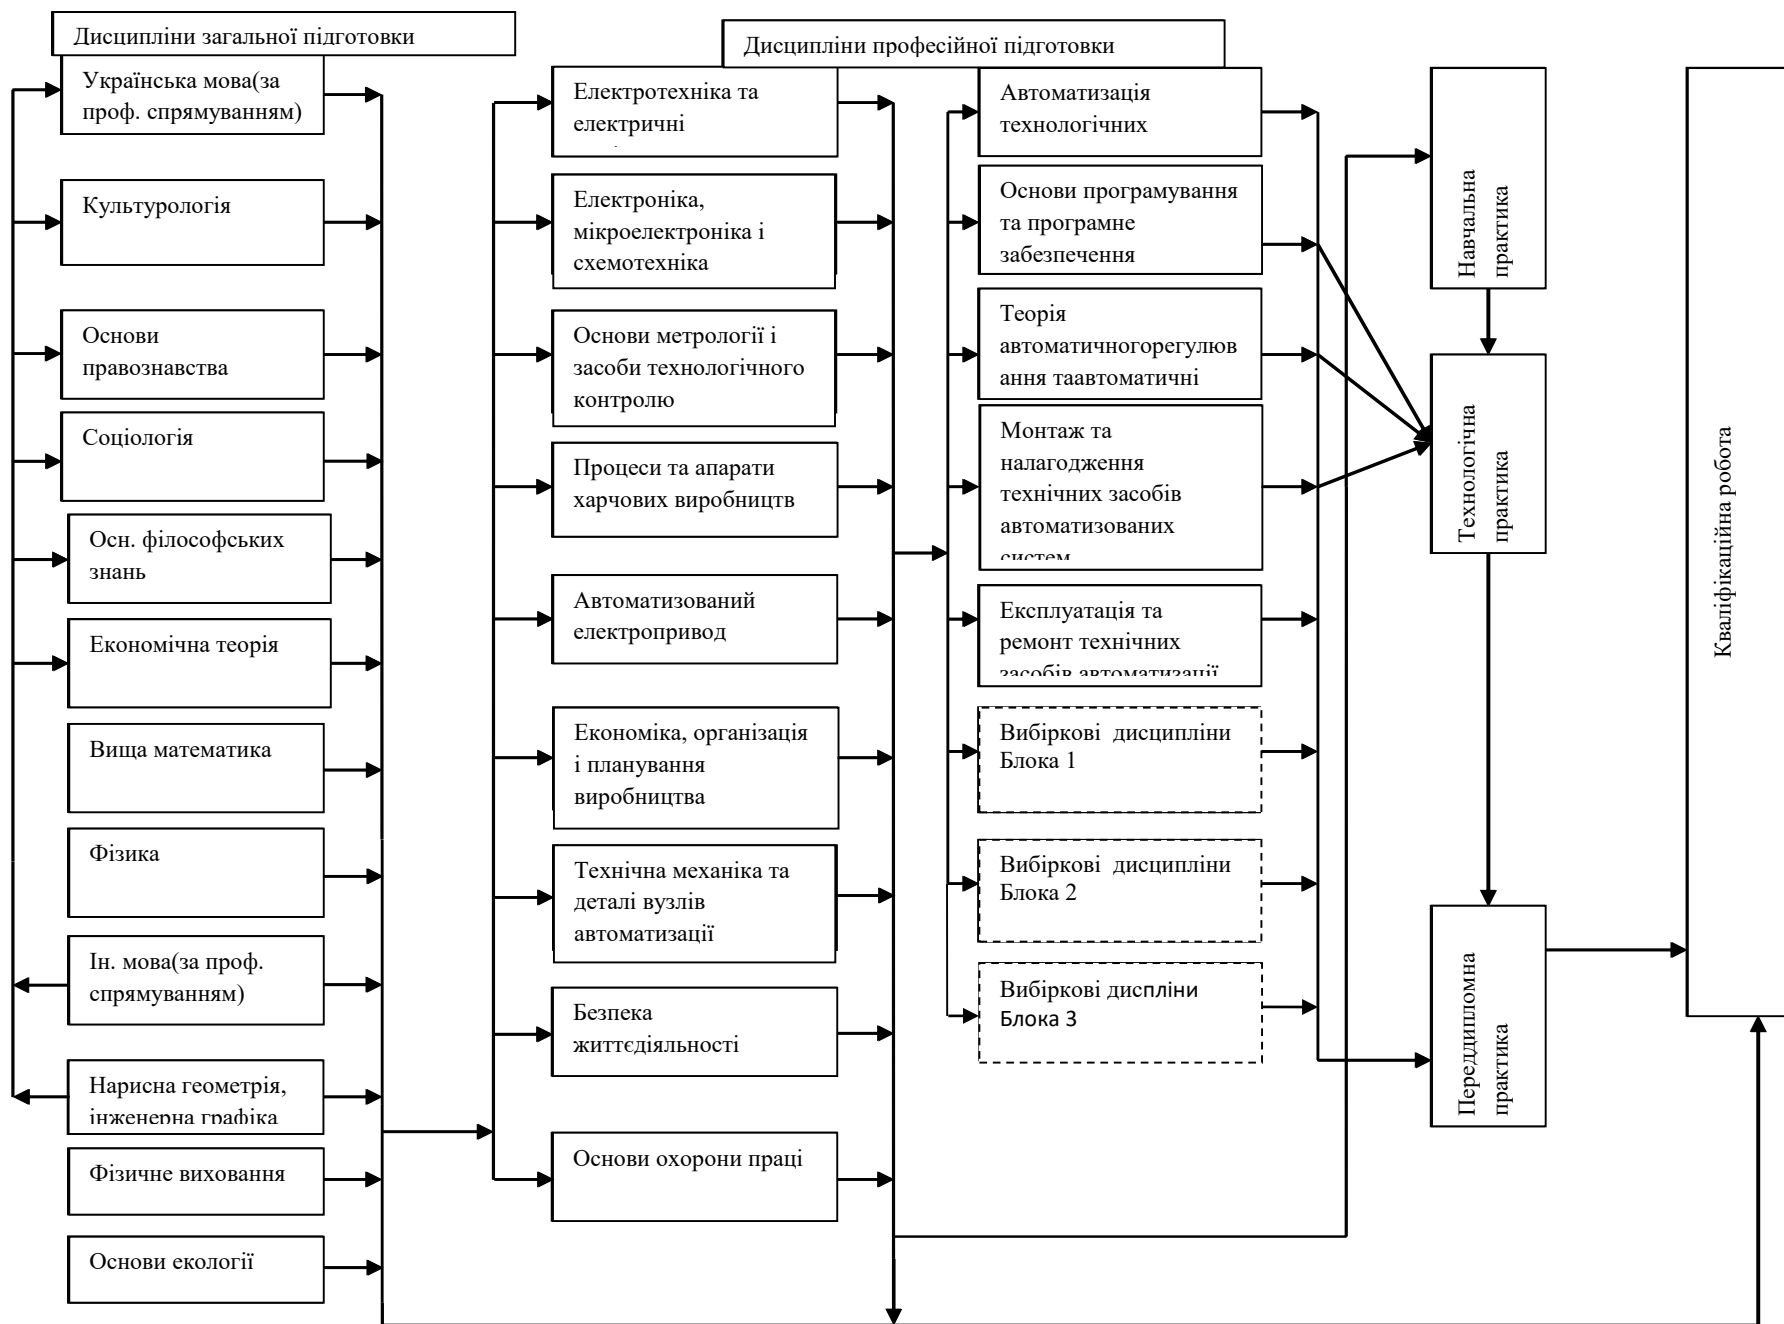 Дисципліни загальної підготовки
Українська мова(за
проф. спрямуванням)
Культурологія
Основи
правознавства
Соціологія
Осн. філософських
знань
Економічна теорія
Вища математика
Фізика
Ін. мова(за проф.
спрямуванням)
Нарисна геометрія,
інженерна графіка
Фізичне виховання
Основи екології
Дисципліни професійної підготовки
Електротехніка та
електричні
Електроніка,
мікроелектроніка і
схемотехніка
Основи метрології і
засоби технологічного
контролю
Процеси та апарати
харчових виробництв
Автоматизований
електропривод
Економіка, організація
і планування
виробництва
Технічна механіка та
деталі вузлів
автоматизації
Безпека
життєдіяльності
Основи охорони праці
Автоматизація
технологічних
Основи програмування
та програмне
забезпечення
Теорія
автоматичногорегулюв
ання таавтоматичні
Монтаж та
налагодження
технічних засобів
автоматизованих
систем
Експлуатація та
ремонт технічних
засобів автоматизації
Вибіркові дисципліни
Блока 1
Вибіркові дисципліни
Блока 2
Вибіркові диспліни
Блока 3
Навчальна
практика
Технологічна
практика
Переддипломна
практика
Кваліфікаційна робота